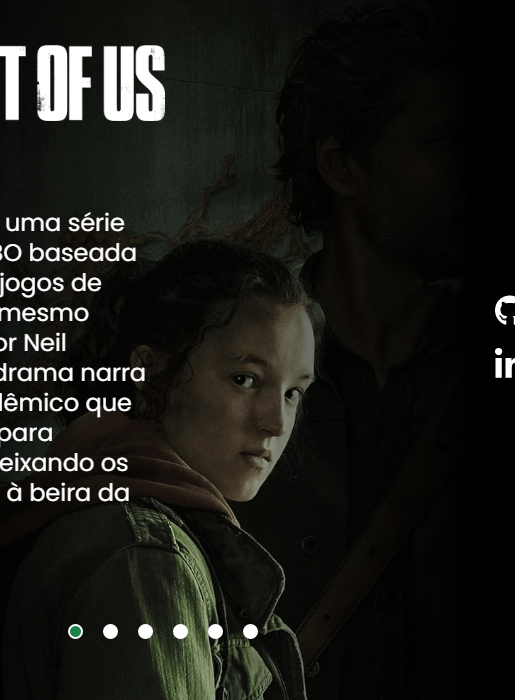 T OF US
uma série
BO baseada
jogos de
mesmo
or Neil
drama narra
dêmico que
para
eixando os
à beira da
in